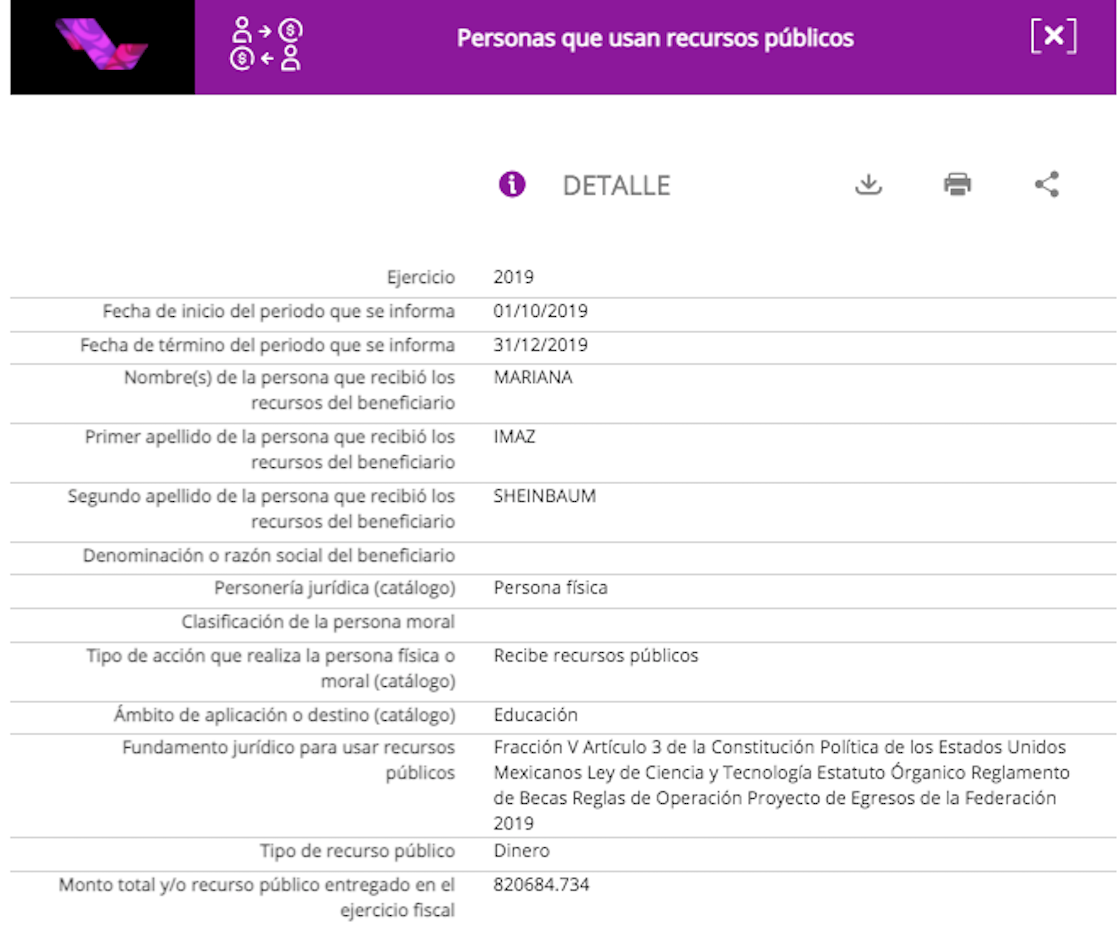 Personas que usan recursos públicos
DETALLE
Ejercicio 2019
Fecha de inicio del periodo que se informa 01/10/2019
Fecha de término del periodo que se informa 31/12/2019
Nombre(s) de la persona que recibió los MARIANA
recursos del beneficiario
Primer apellido de la persona que recibió los IMAZ
recursos del beneficiario
Segundo apellido de la persona que recibió los SHEINBAUM
recursos del beneficiario
Denominación o razón social del beneficiario
Personería jurídica (catálogo) Persona física
Clasificación de la persona moral
Tipo de acción que realiza la persona física o Recibe recursos públicos
moral (catálogo)
Ámbito de aplicación o destino (catálogo) Educación
Fundamento jurídico para usar recursos Fracción V Artículo 3 de la Constitución Política de los Estados Unidos
públicos Mexicanos Ley de Ciencia y Tecnología Estatuto Órganico Reglamento
de Becas Reglas de Operación Proyecto de Egresos de la Federación
2019
Tipo de recurso público Dinero
Monto total y/o recurso público entregado en el 820684.734
ejercicio fiscal